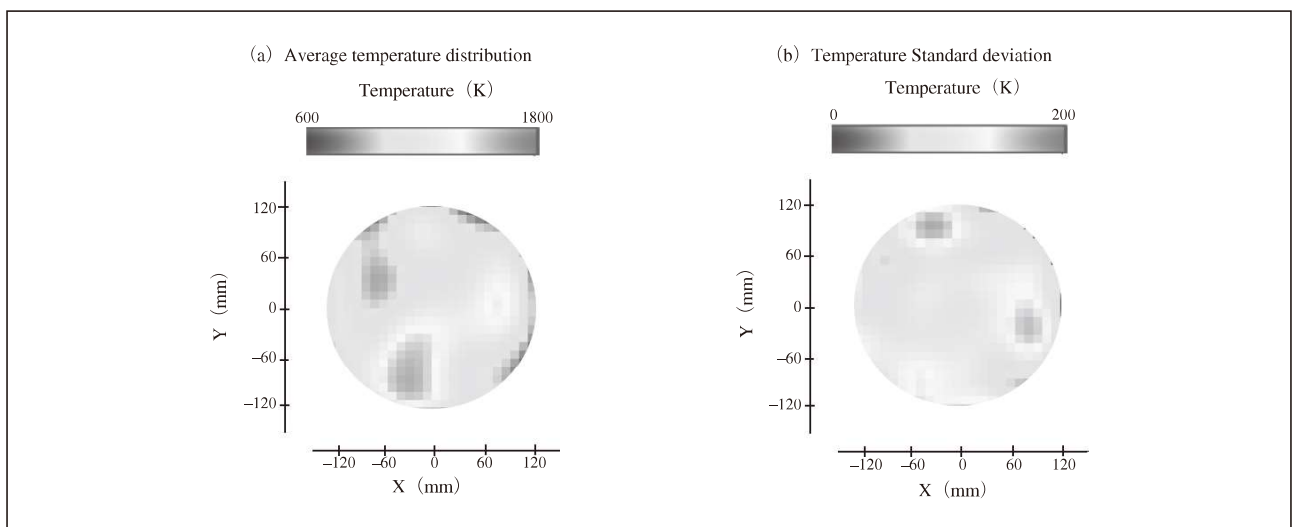 (a) Average temperature distribution
Temperature (K)
600 1800
120
60
0
–60
–120
Y (mm)
–120 –60 0 60 120
X (mm)
(b) Temperature Standard deviation
Temperature (K)
0 200
120
60
0
–60
–120
Y (mm)
–120 –60 0 60 120
X (mm)